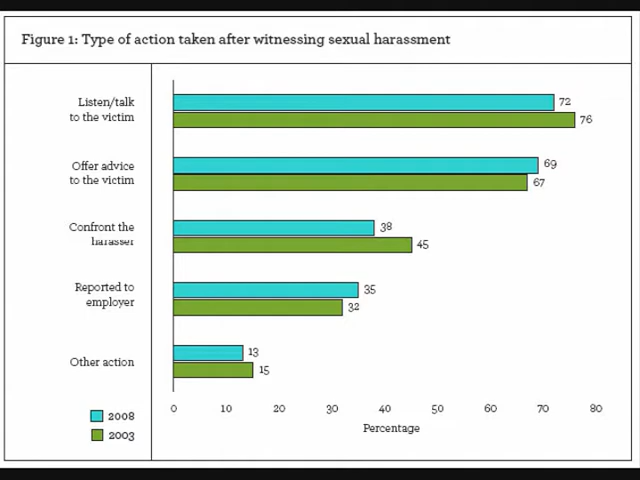 Figure 1: Type of action taken after witnessing sexual harassment
Listen/talk
to the victim
72
76
Offer advice
to the victim
69
67
Confront the
harasser
38
45
Reported to
employer
35
32
Other action
13
15
0 10 20 30 40 50 60 70 80
Percentage
2008
2003